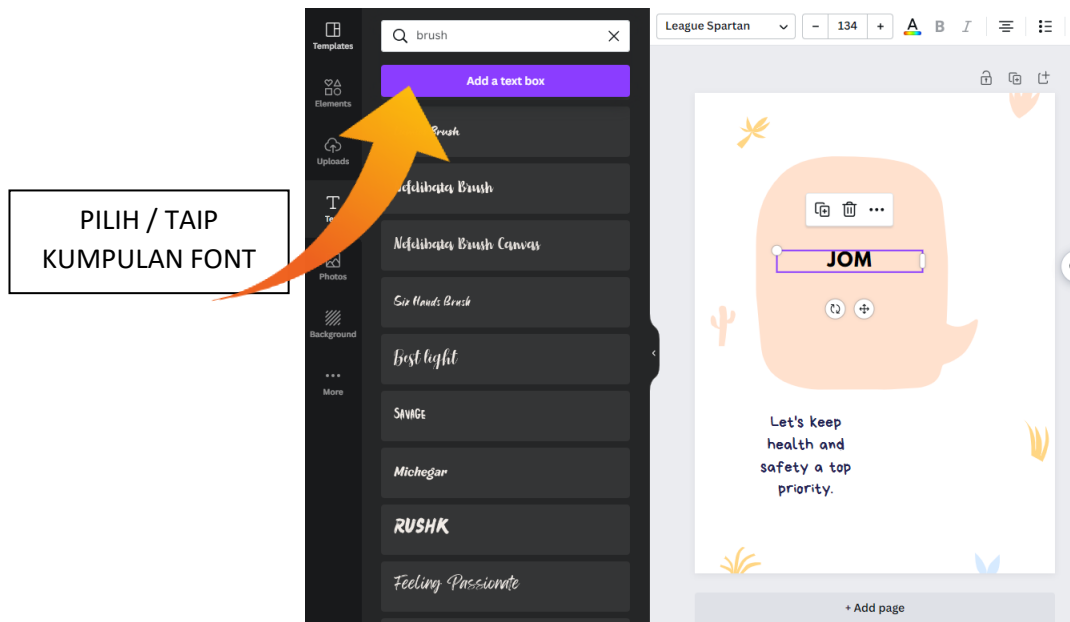 PILIH / TAIP
KUMPULAN FONT
Templates
Elements
Uploads
Photos
Background
More
brush
Add a text box
Brush
Nefelibata Brush
Nefelibata Brush Canvas
Sir Hands Brush
Best light
SAVAGE
Michegar
RUSHK
Feeling Passionate
League Spartan
- 134 +
A B I
JOM
Let's keep
health and
safety a top
priority.
+ Add page